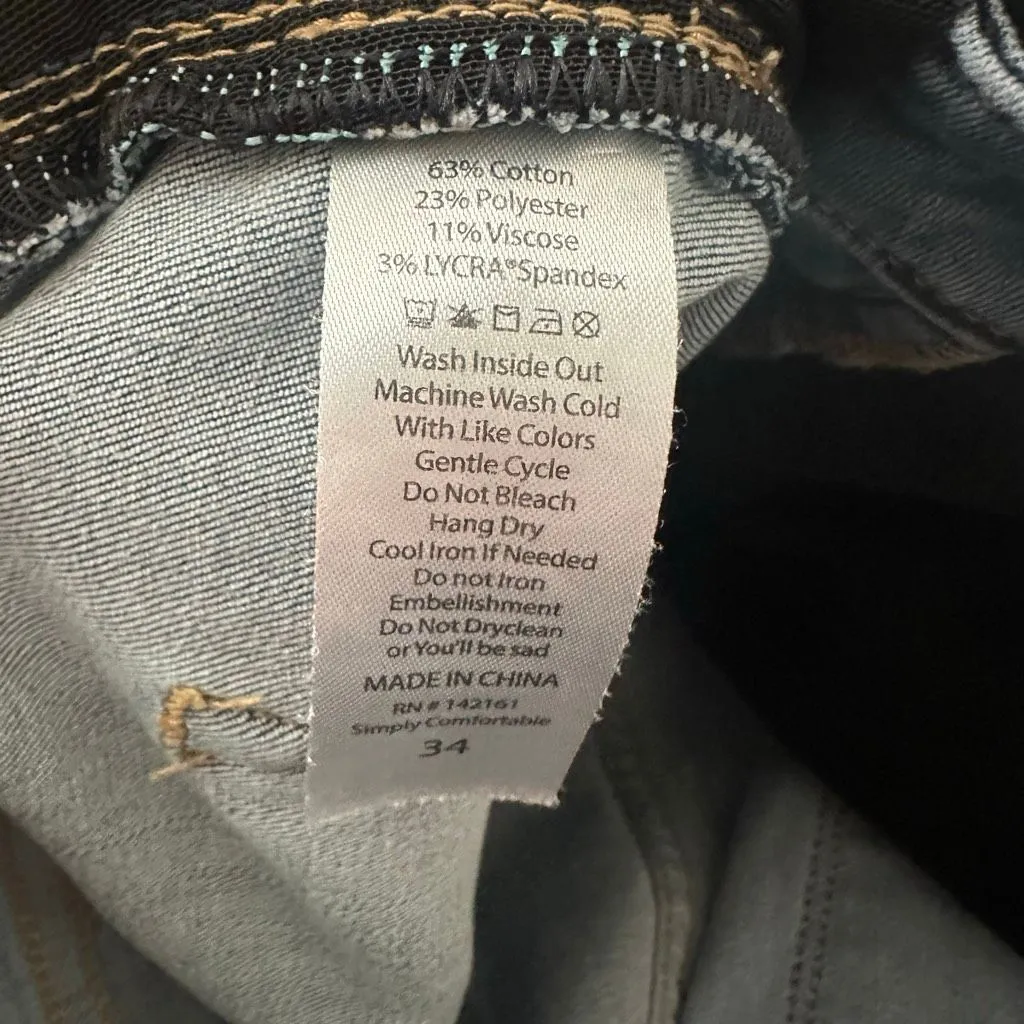 63% Cotton
23% Polyester
11% Viscose
3% LYCRA® Spandex
Wash Inside Out
Machine Wash Cold
With Like Colors
Gentle Cycle
Do Not Bleach
Hang Dry
Cool Iron If Needed
Do not Iron
Embellishment
Do Not Dryclean
or You'll be sad
MADE IN CHINA
RN # 142161
Simply Comfortable
34